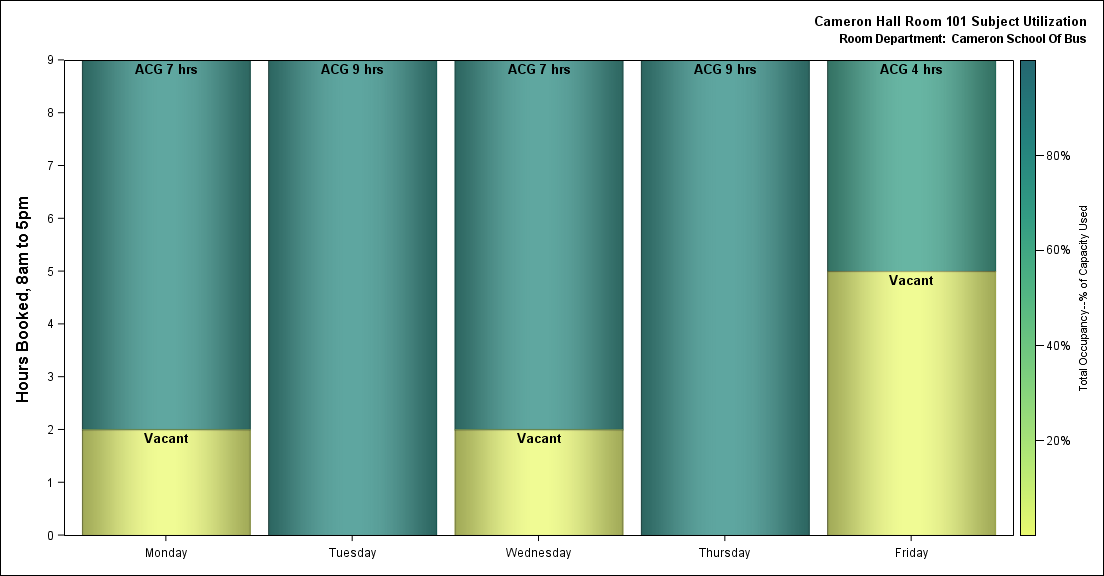 Cameron Hall Room 101 Subject Utilization
Room Department: Cameron School Of Bus
Hours Booked, 8am to 5pm
9
8
7
6
5
4
3
2
1
0
ACG 7 hrs
ACG 9 hrs
ACG 7 hrs
ACG 9 hrs
ACG 4 hrs
Vacant
Vacant
Vacant
Monday
Tuesday
Wednesday
Thursday
Friday
80%
60%
40%
20%
Total Occupancy--% of Capacity Used